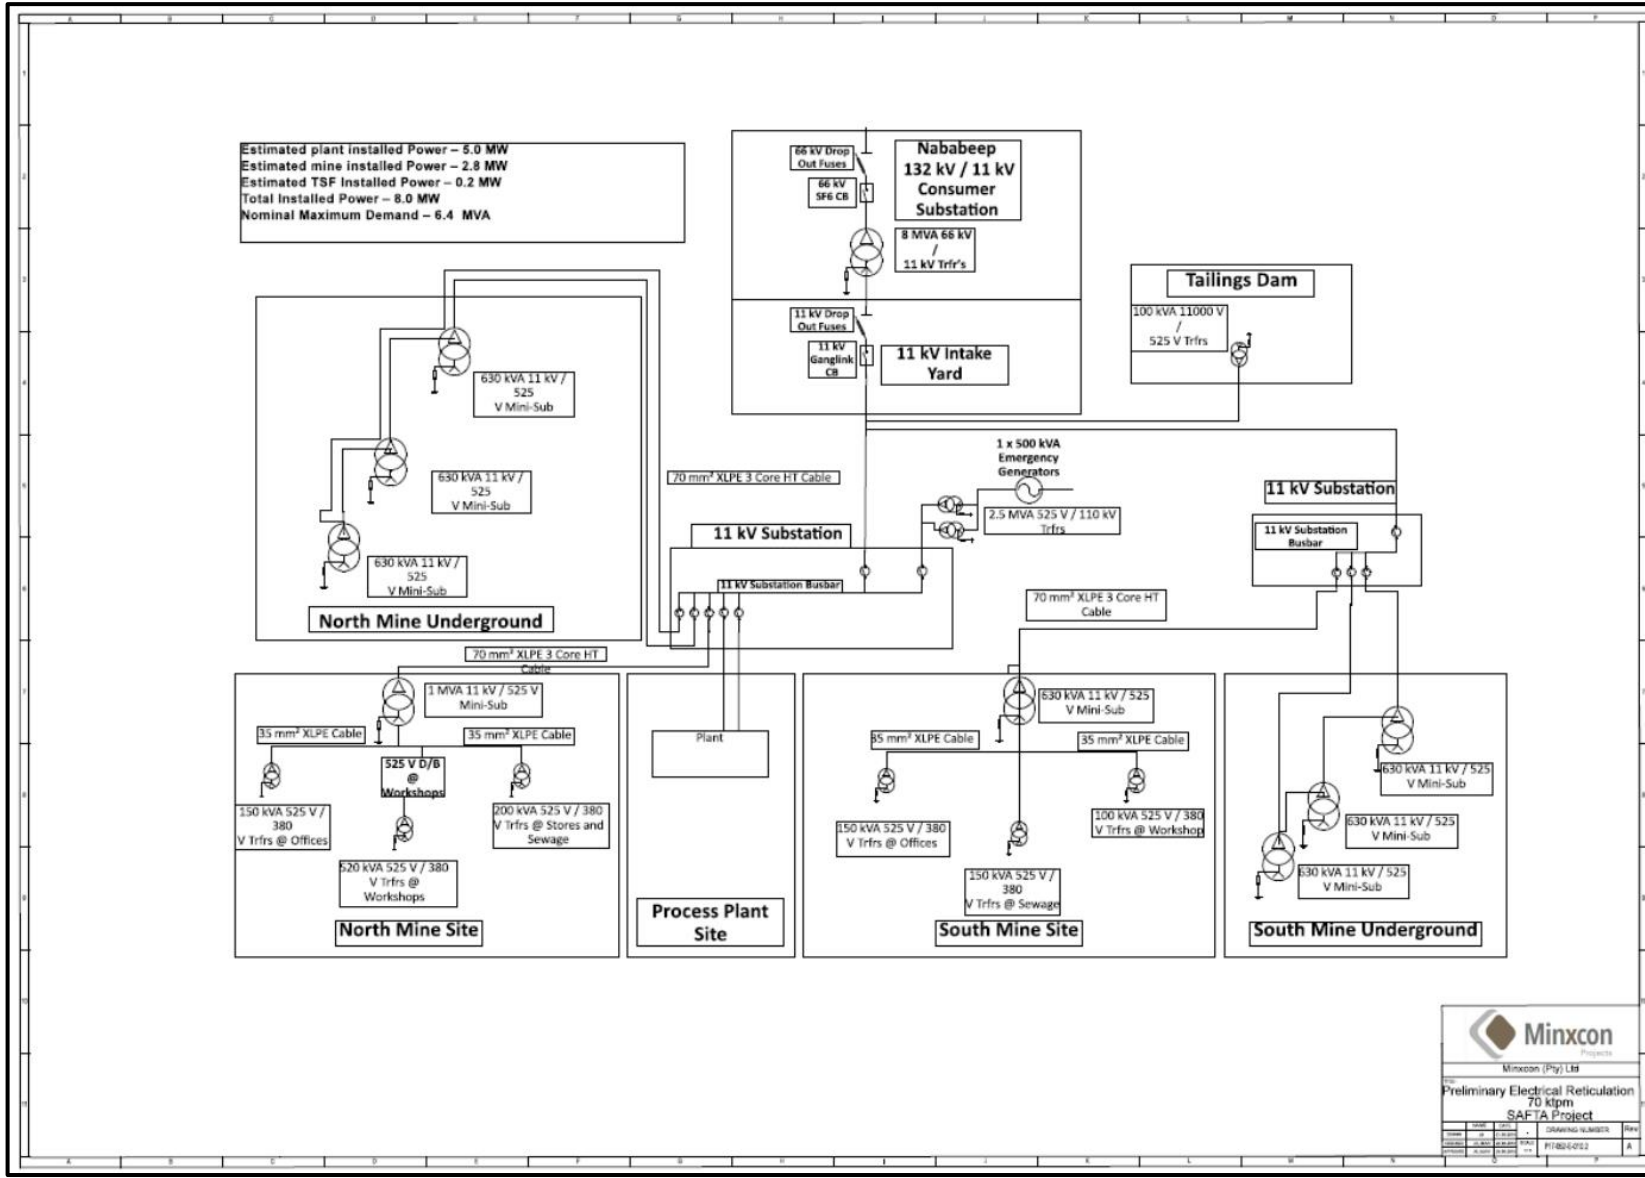 Estimated plant installed Power – 5.0 MW
Estimated mine installed Power – 2.8 MW
Estimated TSF Installed Power – 0.2 MW
Total Installed Power – 8.0 MW
Nominal Maximum Demand – 6.4 MVA
66 kV Drop
Out Fuses
66 kV
SF6 CB
Nababeep
132 kV / 11 kV
Consumer
Substation
8 MVA 66 kV
/
11 kV Trfr's
11 kV Drop
Out Fuses
11 kV
Ganglink
CB
11 kV Intake
Yard
Tailings Dam
100 kVA 11000 V
/
525 V Trfrs
630 kVA 11 kV /
525
V Mini-Sub
630 kVA 11 kV /
525
V Mini-Sub
630 kVA 11 kV /
525
V Mini-Sub
North Mine Underground
70 mm² XLPE 3 Core HT Cable
1 x 500 kVA
Emergency
Generators
2.5 MVA 525 V / 110 kV
Trfrs
11 kV Substation
11 kV Substation Busbar
11 kV Substation
11 kV Substation
Busbar
70 mm² XLPE 3 Core HT
Cable
70 mm² XLPE 3 Core HT
Cable
1 MVA 11 kV / 525 V
Mini-Sub
35 mm² XLPE Cable
35 mm² XLPE Cable
525 V D/B
@
Workshops
150 kVA 525 V /
380
V Trfrs @ Offices
200 kVA 525 V / 380
V Trfrs @ Stores and
Sewage
520 kVA 525 V / 380
V Trfrs @
Workshops
North Mine Site
Plant
Process Plant
Site
630 kVA 11 kV / 525
V Mini-Sub
35 mm² XLPE Cable
35 mm² XLPE Cable
150 kVA 525 V / 380
V Trfrs @ Offices
100 kVA 525 V / 380
V Trfrs @ Workshop
150 kVA 525 V /
380
V Trfrs @ Sewage
South Mine Site
630 kVA 11 kV / 525
V Mini-Sub
630 kVA 11 kV / 525
V Mini-Sub
630 kVA 11 kV / 525
V Mini-Sub
South Mine Underground
Minxcon
Projects
Minxcon (Pty) Ltd
Preliminary Electrical Reticulation
70 ktpm
SAFTA Project
NAME DATE
DRAWING NUMBER Rev
A